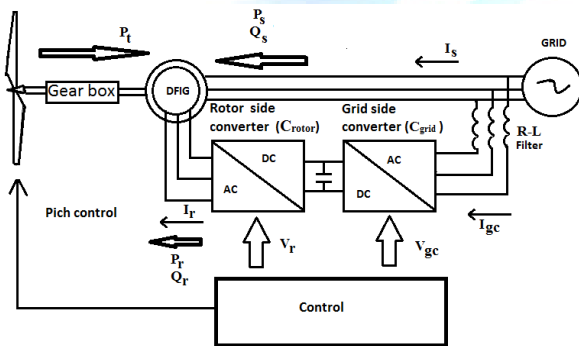 Pt
Ps
Qs
Is
GRID
Gear box
DFIG
Rotor side
converter (Crotor)
Grid side
converter (Cgrid)
R-L
Filter
DC
AC
AC
DC
Pich control
Ir
Pr
Qr
Vr
Vgc
Igc
Control